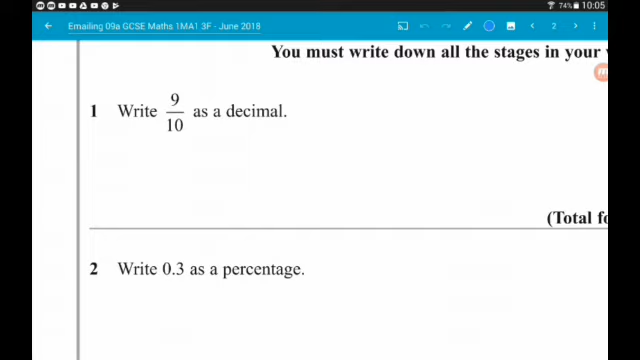 74% 10:05
Emailing 09a GCSE Maths 1MA1 3F - June 2018
2
You must write down all the stages in your
1 Write 9/10 as a decimal.
(Total
2 Write 0.3 as a percentage.